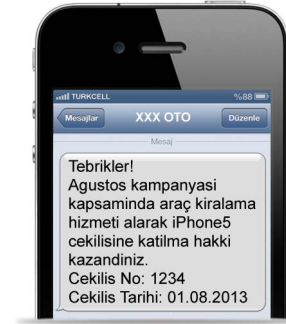 TURKCELL %88
Mesajlar XXX OTO Düzenle
Mesaj
Tebrikler!
Agustos kampanyasi
kapsaminda araç kiralama
hizmeti alarak iPhone5
cekilisine katilma hakki
kazandiniz.
Cekilis No: 1234
Cekilis Tarihi: 01.08.2013